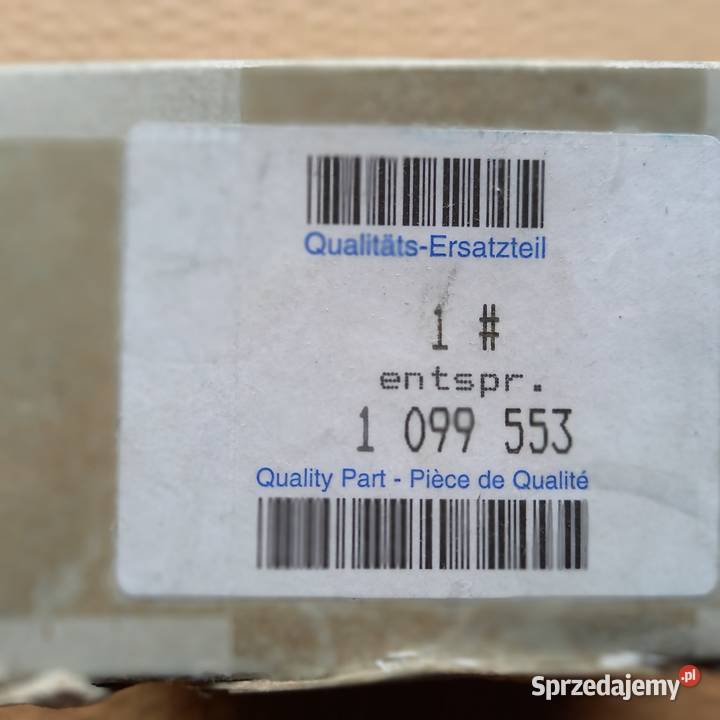 Qualitäts-Ersatzteil
1 #
entspr.
1 099 553
Quality Part - Pièce de Qualité
Sprzedajemy.pl